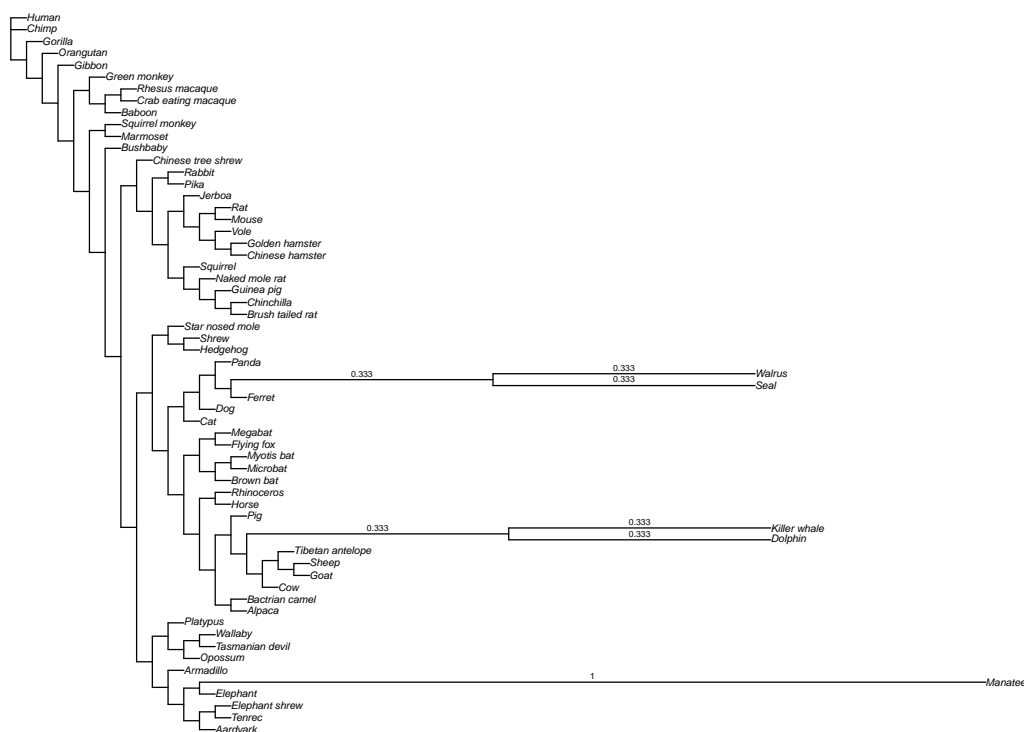 Human
Chimp
Gorilla
Orangutan
Gibbon
Green monkey
Rhesus macaque
Crab eating macaque
Baboon
Squirrel monkey
Marmoset
Bushbaby
Chinese tree shrew
Rabbit
Pika
Jerboa
Rat
Mouse
Vole
Golden hamster
Chinese hamster
Squirrel
Naked mole rat
Guinea pig
Chinchilla
Brush tailed rat
Star nosed mole
Shrew
Hedgehog
Panda
0.333
0.333
Walrus
0.333
Seal
Ferret
Dog
Cat
Megabat
Flying fox
Myotis bat
Microbat
Brown bat
Rhinoceros
Horse
Pig
0.333
0.333
Killer whale
0.333
Dolphin
Tibetan antelope
Sheep
Goat
Cow
Bactrian camel
Alpaca
Platypus
Wallaby
Tasmanian devil
Opossum
Armadillo
1
Manatee
Elephant
Elephant shrew
Tenrec
Aardvark